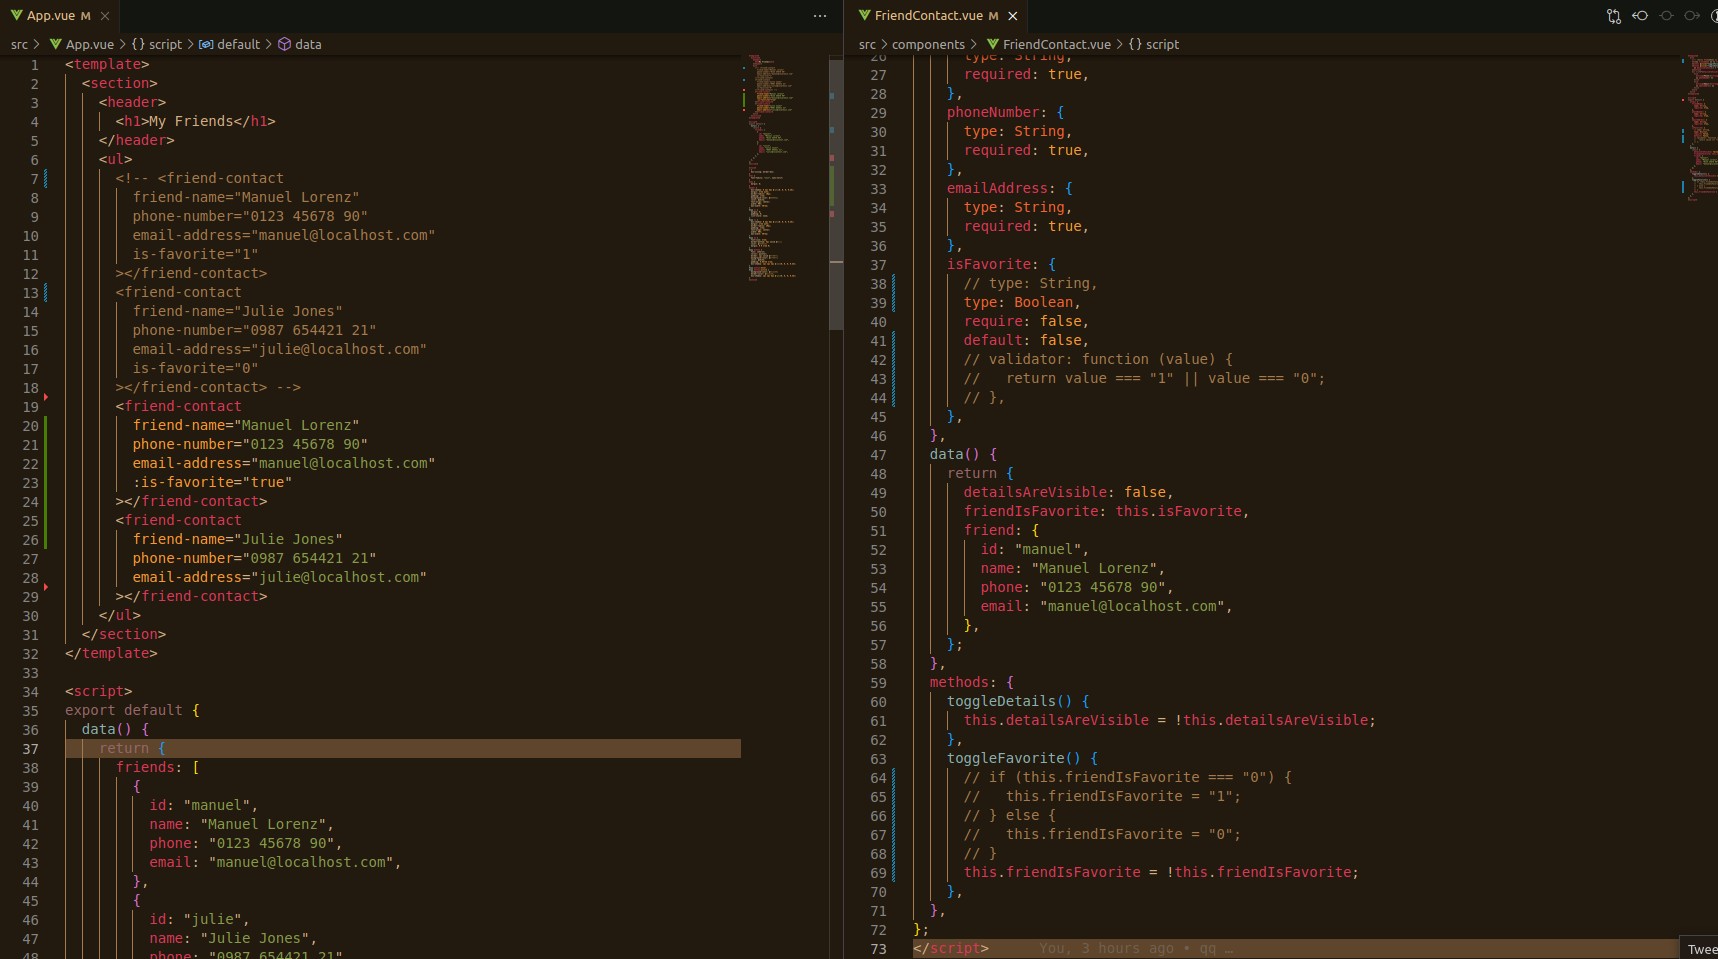 App.vue M
src > App.vue > {} script > default > data
1 <template>
2 <section>
3 <header>
4 <h1>My Friends</h1>
5 </header>
6 <ul>
7 <!-- <friend-contact
8 friend-name="Manuel Lorenz"
9 phone-number="0123 45678 90"
10 email-address="manuel@localhost.com"
11 is-favorite="1"
12 ></friend-contact>
13 <friend-contact
14 friend-name="Julie Jones"
15 phone-number="0987 654421 21"
16 email-address="julie@localhost.com"
17 is-favorite="0"
18 ></friend-contact> -->
19 <friend-contact
20 friend-name="Manuel Lorenz"
21 phone-number="0123 45678 90"
22 email-address="manuel@localhost.com"
23 :is-favorite="true"
24 ></friend-contact>
25 <friend-contact
26 friend-name="Julie Jones"
27 phone-number="0987 654421 21"
28 email-address="julie@localhost.com"
29 ></friend-contact>
30 </ul>
31 </section>
32 </template>
33
34 <script>
35 export default {
36 data() {
37 return {
38 friends: [
39 {
40 id: "manuel",
41 name: "Manuel Lorenz",
42 phone: "0123 45678 90",
43 email: "manuel@localhost.com",
44 },
45 {
46 id: "julie",
47 name: "Julie Jones",
48 phone: "0987 654421 21"
FriendContact.vue M
src > components > FriendContact.vue > {} script
26 type: String,
27 required: true,
28 },
29 phoneNumber: {
30 type: String,
31 required: true,
32 },
33 emailAddress: {
34 type: String,
35 required: true,
36 },
37 isFavorite: {
38 // type: String,
39 type: Boolean,
40 require: false,
41 default: false,
42 // validator: function (value) {
43 //   return value === "1" || value === "0";
44 // },
45 },
46 },
47 data() {
48 return {
49 detailsAreVisible: false,
50 friendIsFavorite: this.isFavorite,
51 friend: {
52 id: "manuel",
53 name: "Manuel Lorenz",
54 phone: "0123 45678 90",
55 email: "manuel@localhost.com",
56 },
57 };
58 },
59 methods: {
60 toggleDetails() {
61 this.detailsAreVisible = !this.detailsAreVisible;
62 },
63 toggleFavorite() {
64 // if (this.friendIsFavorite === "0") {
65 //   this.friendIsFavorite = "1";
66 // } else {
67 //   this.friendIsFavorite = "0";
68 // }
69 this.friendIsFavorite = !this.friendIsFavorite;
70 },
71 },
72 };
73 </script> You, 3 hours ago • qq …
Twee